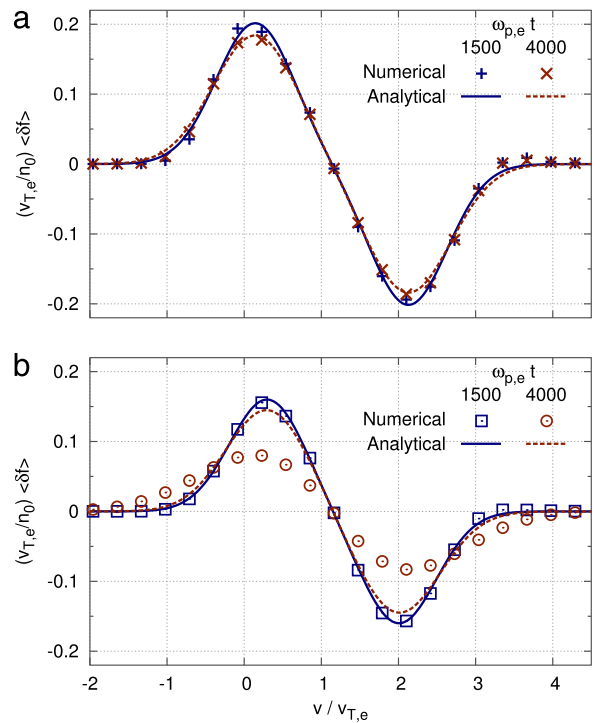 a
ω_p,e t
1500 4000
Numerical
Analytical
0.2
0.1
0
-0.1
-0.2
(v_T,e/n_0) <δf>
b
ω_p,e t
1500 4000
Numerical
Analytical
0.2
0.1
0
-0.1
-0.2
(v_T,e/n_0) <δf>
-2 -1 0 1 2 3 4
v / v_T,e